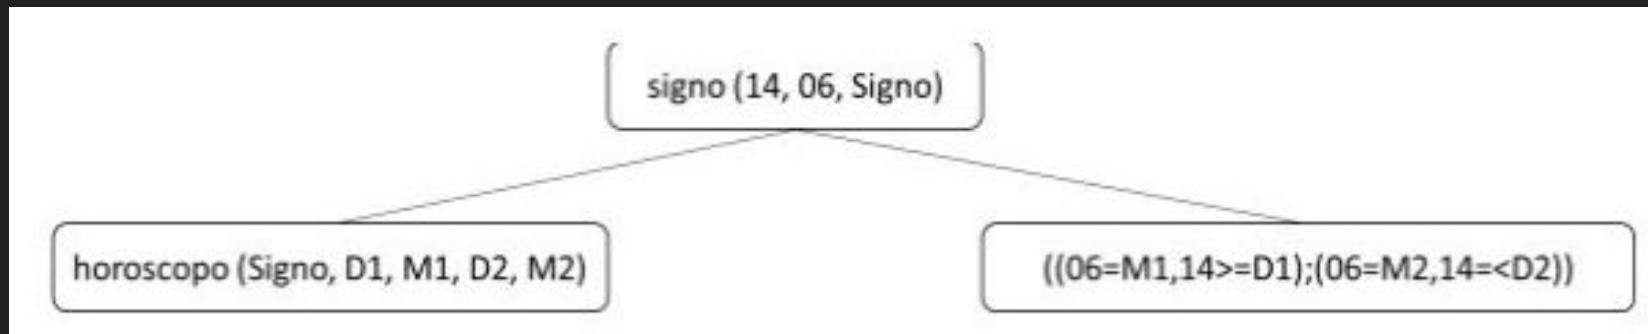 signo (14, 06, Signo)
horoscopo (Signo, D1, M1, D2, M2)
((06=M1,14>=D1);(06=M2,14=<D2))